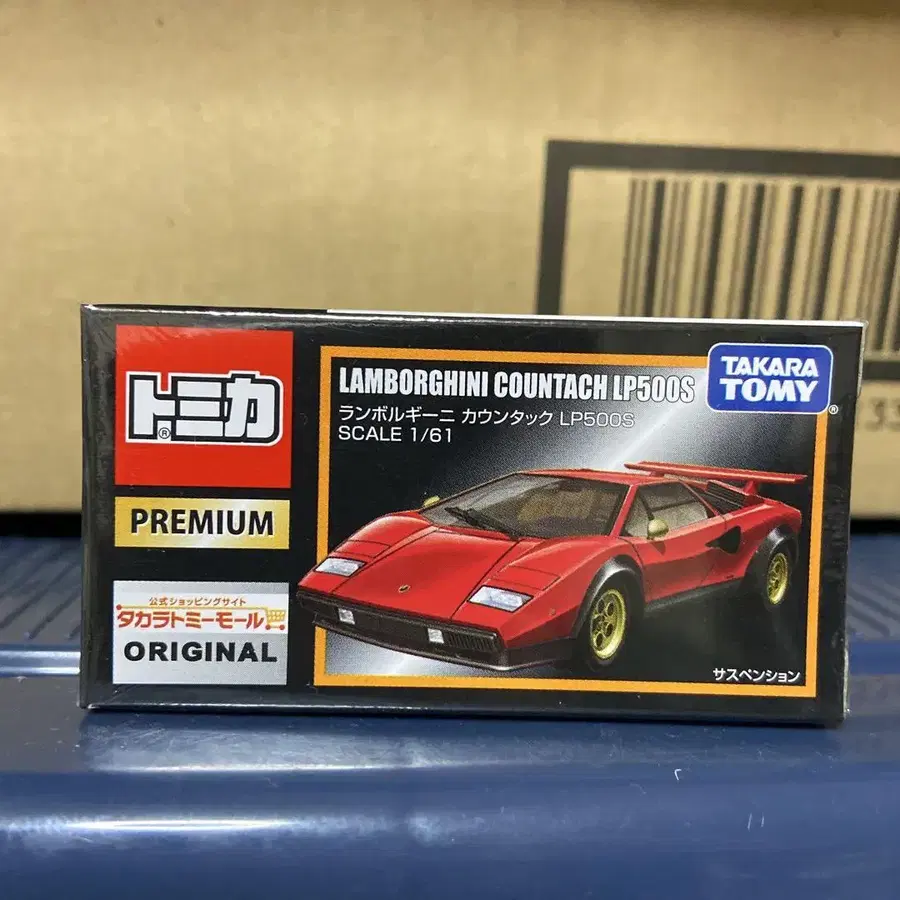 トミカ
®
PREMIUM
公式ショッピングサイト
タカラトミーモール
ORIGINAL
LAMBORGHINI COUNTACH LP500S
ランボルギーニ カウンタック LP500S
SCALE 1/61
TAKARA
TOMY
®
サスペンション
33